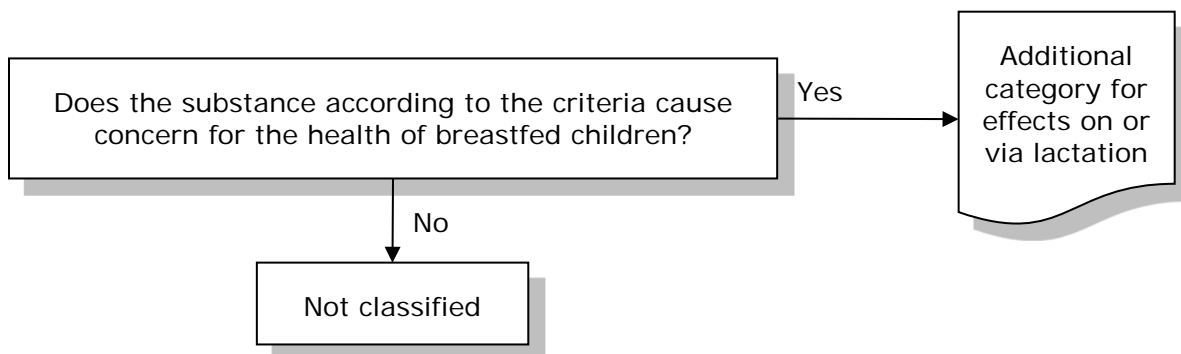 Does the substance according to the criteria cause
concern for the health of breastfed children?
Yes
Additional
category for
effects on or
via lactation
No
Not classified